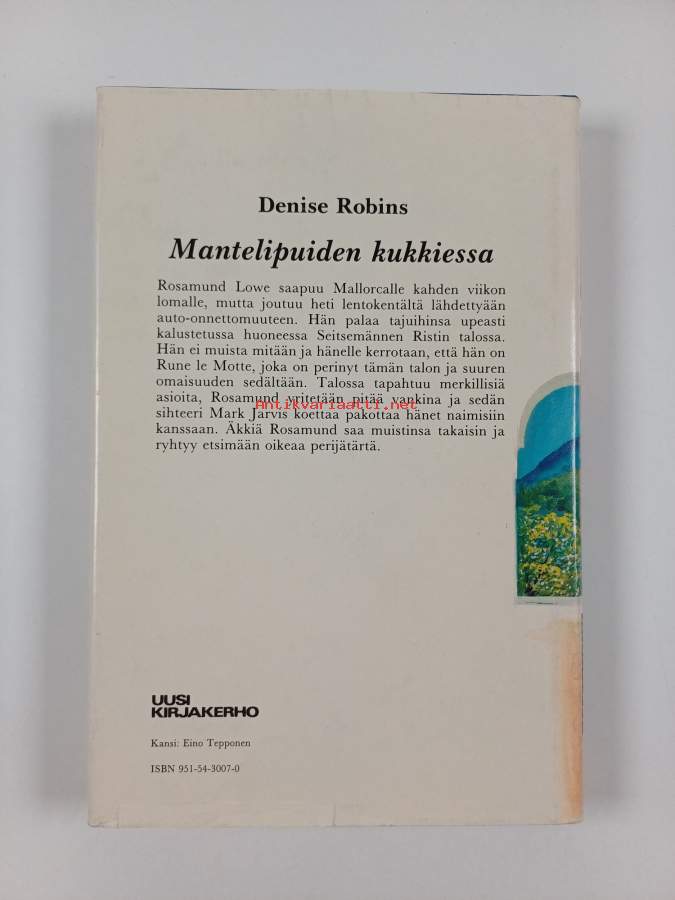 Denise Robins
Mantelipuiden kukkiessa
Rosamund Lowe saapuu Mallorcalle kahden viikon
lomalle, mutta joutuu heti lentokentältä lähdettyään
auto-onnettomuuteen. Hän palaa tajuihinsa upeasti
kalustetussa huoneessa Seitsemännen Ristin talossa.
Hän ei muista mitään ja hänelle kerrotaan, että hän on
Rune le Motte, joka on perinyt tämän talon ja suuren
omaisuuden sedältään. Talossa tapahtuu merkillisiä
asioita, Rosamund yritetään pitää vankina ja sedän
Antikvariaatti.net
sihteeri Mark Jarvis koettaa pakottaa hänet naimisiin
kanssaan. Äkkiä Rosamund saa muistinsa takaisin ja
ryhtyy etsimään oikeaa perijätärtä.
UUSI
KIRJAKERHO
Kansi: Eino Tepponen
ISBN 951-54-3007-0